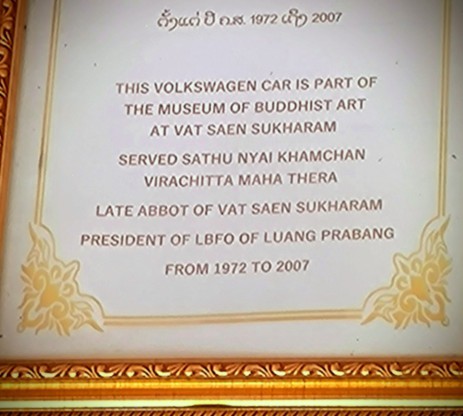 ຕັ້ງແຕ່ ປີ ຄ.ສ. 1972 ເຖິງ 2007
THIS VOLKSWAGEN CAR IS PART OF
THE MUSEUM OF BUDDHIST ART
AT VAT SAEN SUKHARAM
SERVED SATHU NYAI KHAMCHAN
VIRACHITTA MAHA THERA
LATE ABBOT OF VAT SAEN SUKHARAM
PRESIDENT OF LBFO OF LUANG PRABANG
FROM 1972 TO 2007